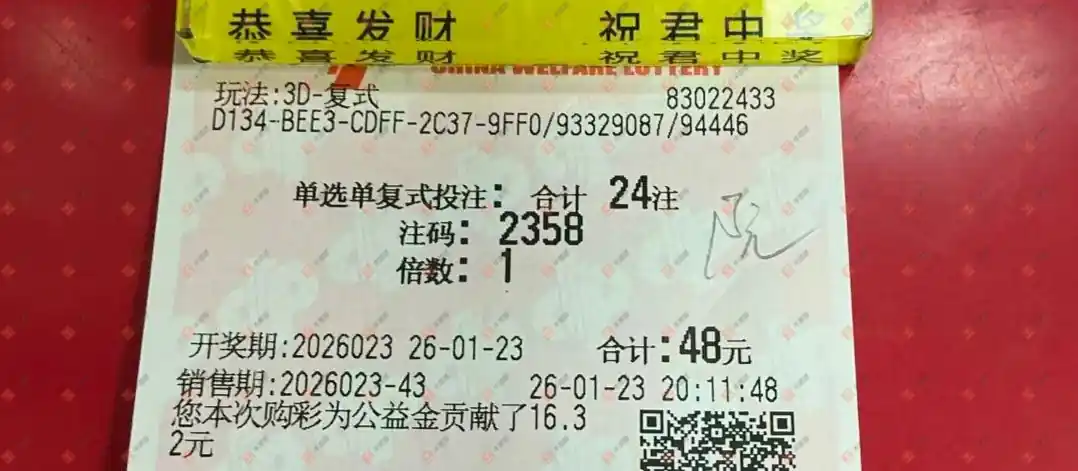 恭喜发财 祝君中
恭喜发财 祝君中奖
CHINA WELFARE LOTTERY
玩法:3D-复式 83022433
D134-BEE3-CDFF-2C37-9FF0/93329087/94446
单选单复式投注: 合计 24注
注码: 2358
倍数: 1
开奖期:2026023 26-01-23 合计:48元
销售期:2026023-43 26-01-23 20:11:48
您本次购彩为公益金贡献了16.3
2元